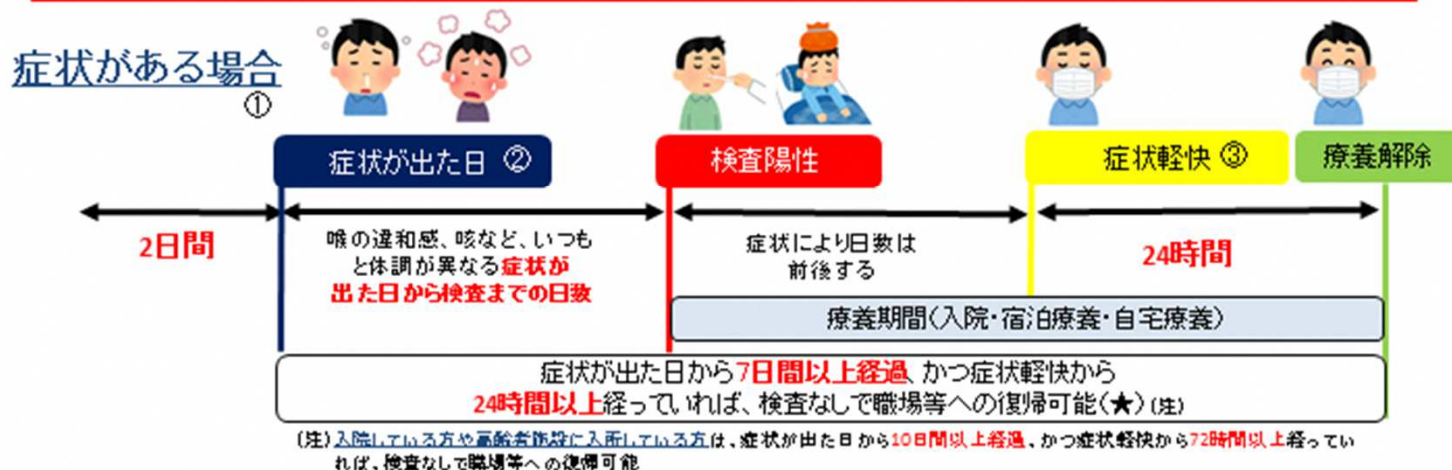 症状がある場合
①
症状が出た日 ②
検査陽性
症状軽快 ③
療養解除
2日間
喉の違和感、咳など、いつも
と体調が異なる症状が
出た日から検査までの日数
症状により日数は
前後する
24時間
療養期間(入院・宿泊療養・自宅療養)
症状が出た日から7日間以上経過、かつ症状軽快から
24時間以上経っていれば、検査なしで職場等への復帰可能(★)(注)
(注)入院している方や高齢者施設に入所している方は、症状が出た日から10日間以上経過、かつ症状軽快から72時間以上経ってい
れば、検査なしで職場等への復帰可能